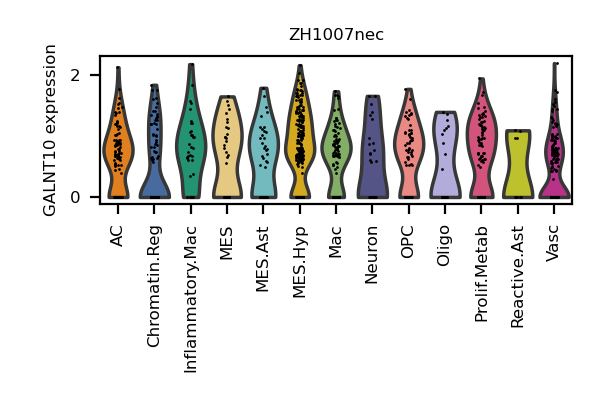 ZH1007nec
GALNT10 expression
2
0
AC
Chromatin.Reg
Inflammatory.Mac
MES
MES.Ast
MES.Hyp
Mac
Neuron
OPC
Oligo
Prolif.Metab
Reactive.Ast
Vasc